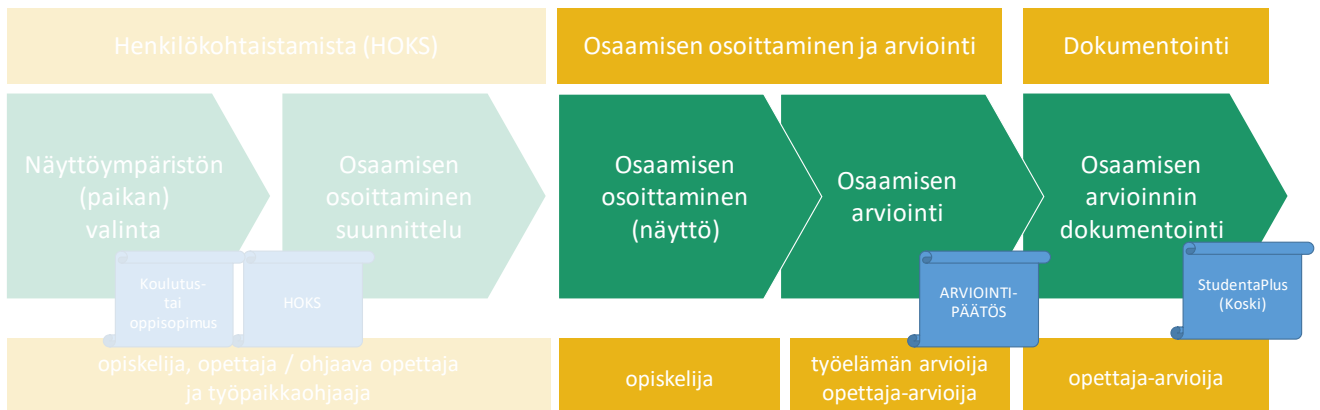 Henkilökohtaistamista (HOKS)
Osaamisen osoittaminen ja arviointi
Dokumentointi
Näyttöympäristön
(paikan)
valinta
Osaamisen
osoittaminen
suunnittelu
Osaamisen
osoittaminen
(näyttö)
Osaamisen
arviointi
Osaamisen
arvioinnin
dokumentointi
Koulutus-
tai
oppisopimus
HOKS
ARVIOINTI-
PÄÄTÖS
StudentaPlus
(Koski)
opiskelija, opettaja / ohjaava opettaja
ja työpaikkaohjaaja
opiskelija
työelämän arvioija
opettaja-arvioija
opettaja-arvioija